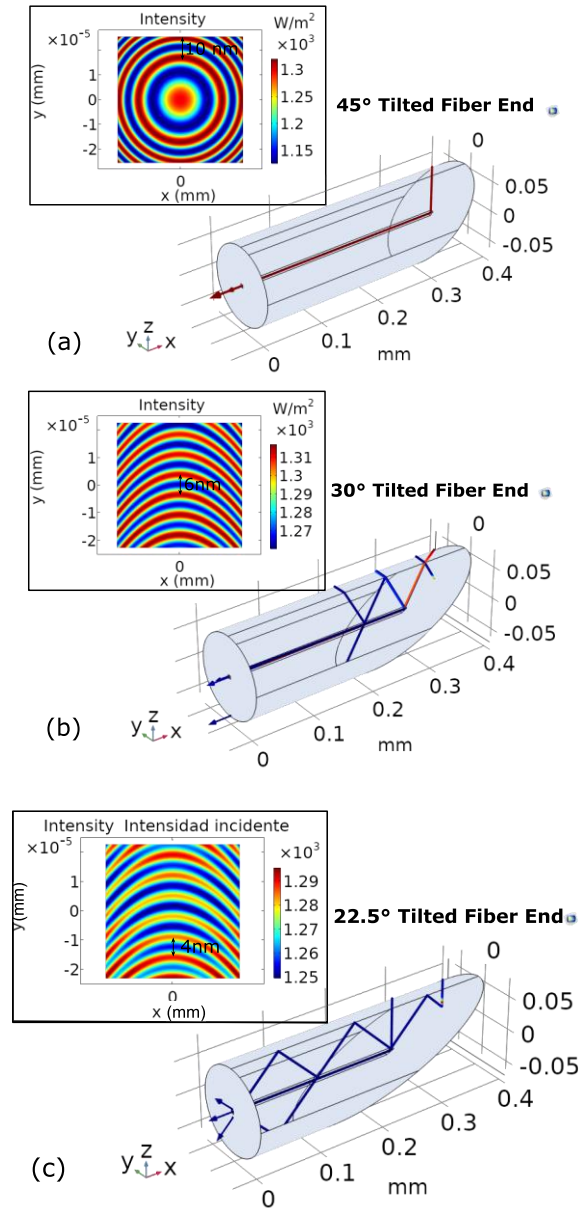 Intensity
W/m²
×10⁻⁵
×10³
10 nm
1
0
-1
-2
y (mm)
0
x (mm)
1.3
1.25
1.2
1.15
45° Tilted Fiber End
0
0.05
0
-0.05
0.4
0.3
0.2
0.1
0
mm
y z x
(a)
Intensity
W/m²
×10⁻⁵
×10³
1
0
-1
-2
y (mm)
6nm
0
x (mm)
1.31
1.3
1.29
1.28
1.27
1.26
30° Tilted Fiber End
0
0.05
0
-0.05
0.4
0.3
0.2
0.1
0
mm
y z x
(b)
Intensity Intensidad incidente
×10⁻⁵
×10³
1
0
-1
-2
y(mm)
4nm
0
x (mm)
1.29
1.28
1.27
1.26
1.25
22.5° Tilted Fiber End
0
0.05
0
-0.05
0.4
0.3
0.2
0.1
0
mm
y z x
(c)